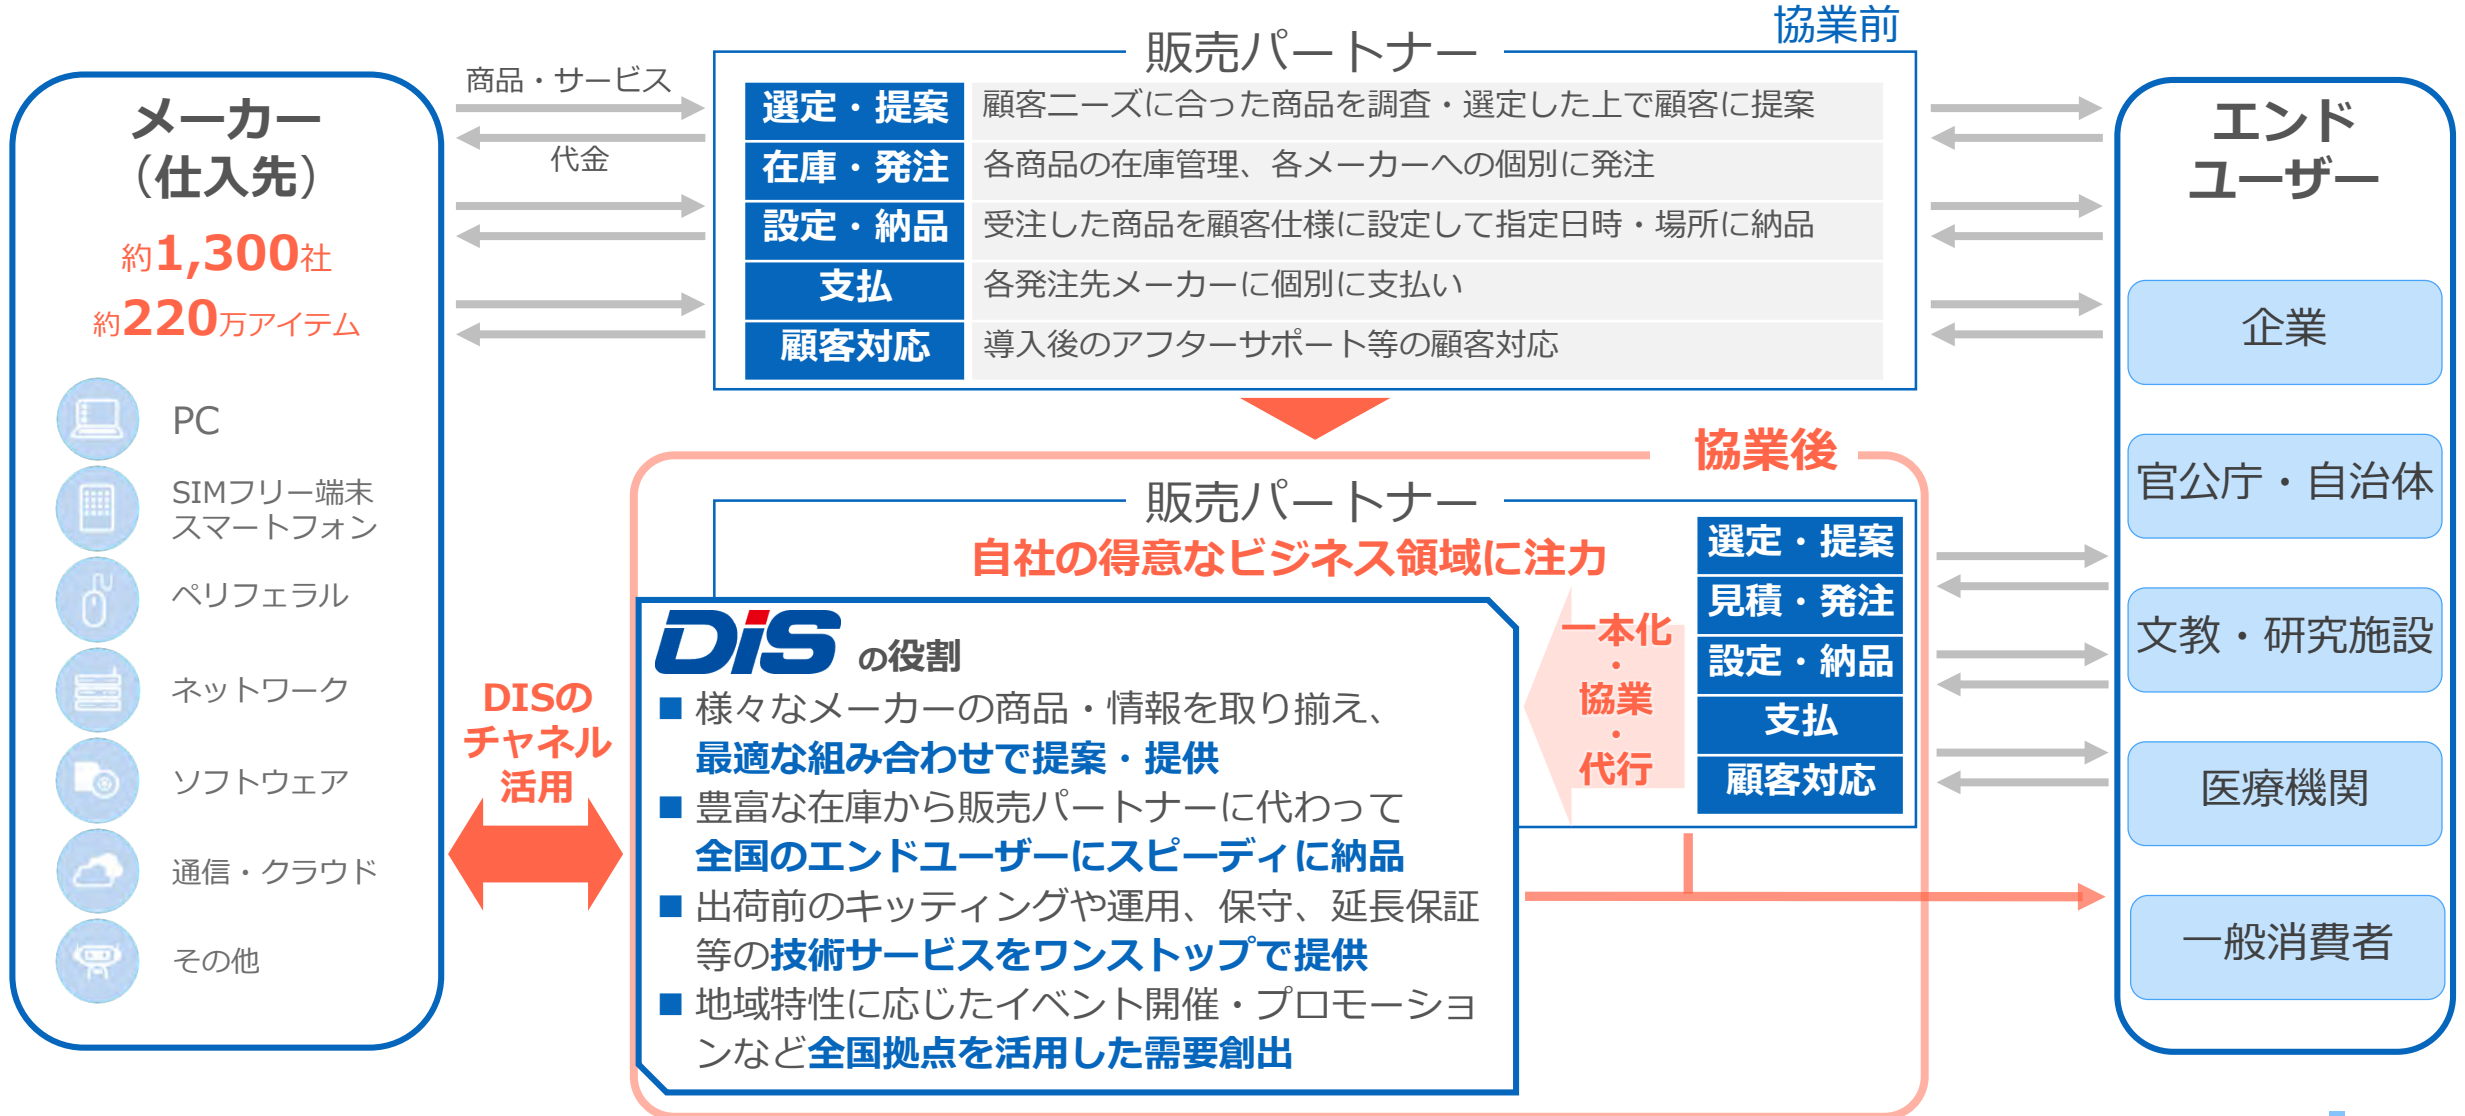 協業前
メーカー
（仕入先）
約1,300社
約220万アイテム
PC
SIMフリー端末
スマートフォン
ペリフェラル
ネットワーク
ソフトウェア
通信・クラウド
その他
商品・サービス
代金
販売パートナー
選定・提案 顧客ニーズに合った商品を調査・選定した上で顧客に提案
在庫・発注 各商品の在庫管理、各メーカーへの個別に発注
設定・納品 受注した商品を顧客仕様に設定して指定日時・場所に納品
支払 各発注先メーカーに個別に支払い
顧客対応 導入後のアフターサポート等の顧客対応
協業後
販売パートナー
自社の得意なビジネス領域に注力
DISの
チャネル
活用
DiS の役割
■ 様々なメーカーの商品・情報を取り揃え、
最適な組み合わせで提案・提供
■ 豊富な在庫から販売パートナーに代わって
全国のエンドユーザーにスピーディに納品
■ 出荷前のキッティングや運用、保守、延長保証
等の技術サービスをワンストップで提供
■ 地域特性に応じたイベント開催・プロモーショ
ンなど全国拠点を活用した需要創出
一本化
・
協業
・
代行
選定・提案
見積・発注
設定・納品
支払
顧客対応
エンド
ユーザー
企業
官公庁・自治体
文教・研究施設
医療機関
一般消費者